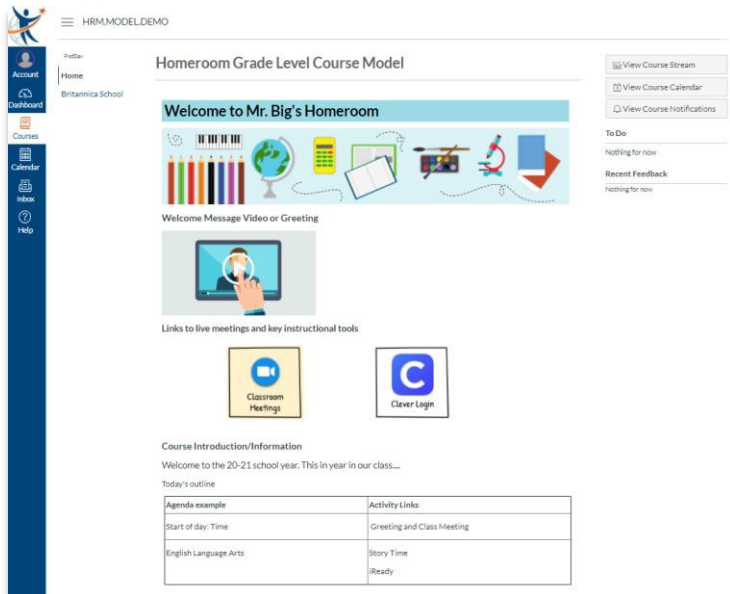 HRM.MODEL.DEMO
Account
Dashboard
Courses
Calendar
Inbox
Help
ProfDev
Home
Britannica School
Homeroom Grade Level Course Model
Welcome to Mr. Big's Homeroom
Welcome Message Video or Greeting
Links to live meetings and key instructional tools
Classroom
Meetings
C
Clever Login
Course Introduction/Information
Welcome to the 20-21 school year. This in year in our class....
Today's outline
Agenda example
Activity Links
Start of day: Time
Greeting and Class Meeting
English Language Arts
Story Time
iReady
View Course Stream
View Course Calendar
View Course Notifications
To Do
Nothing for now
Recent Feedback
Nothing for now